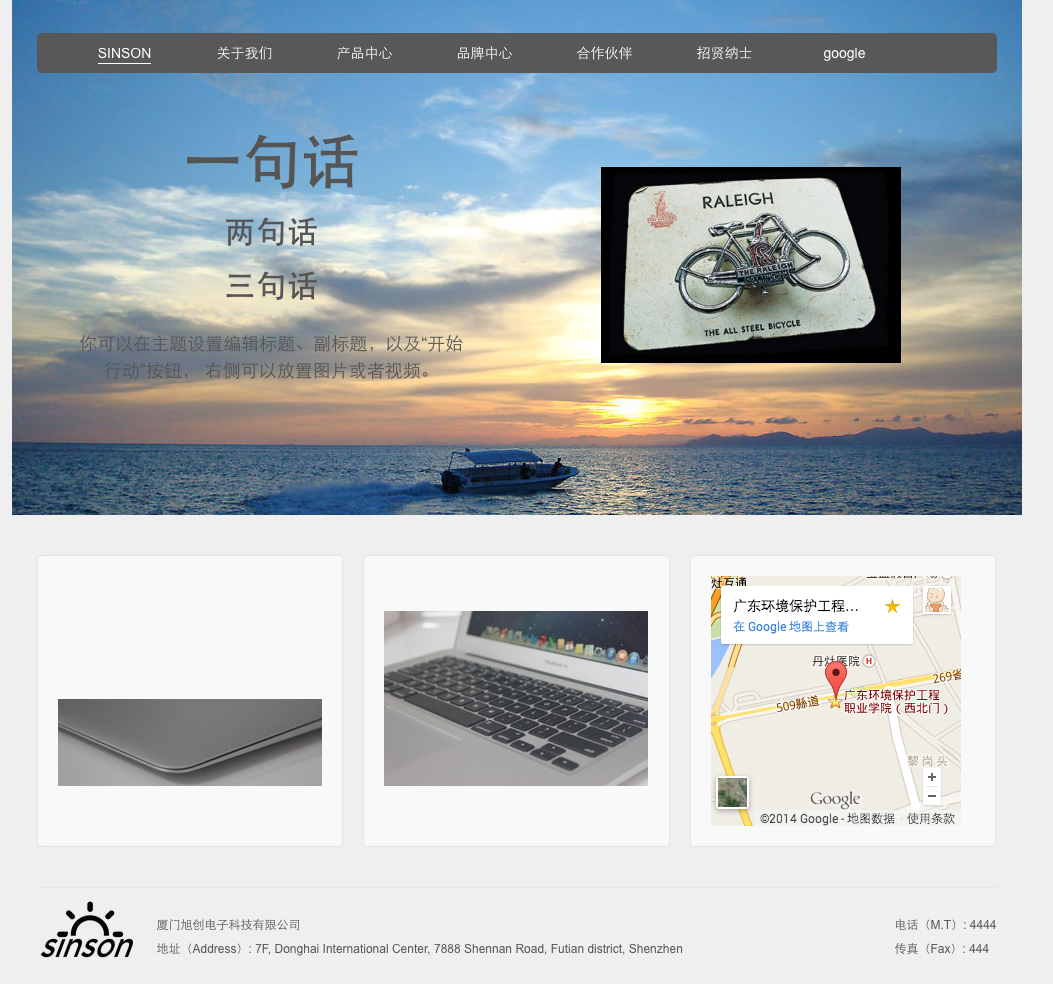 SINSON 关于我们 产品中心 品牌中心 合作伙伴 招贤纳士 google
一句话
两句话
三句话
你可以在主题设置编辑标题、副标题，以及“开始
行动”按钮， 右侧可以放置图片或者视频。
RALEIGH
THE RALEIGH
THE ALL STEEL BICYCLE
MacBook Air
灶互通
广东环境保护工程...
在 Google 地图上查看
丹灶医院 H
269省
509县道
广东环境保护工程
职业学院（西北门）
黎岗头
+
−
Google
©2014 Google - 地图数据 使用条款
sinson
厦门旭创电子科技有限公司
地址（Address）: 7F, Donghai International Center, 7888 Shennan Road, Futian district, Shenzhen
电话（M.T）: 4444
传真（Fax）: 444